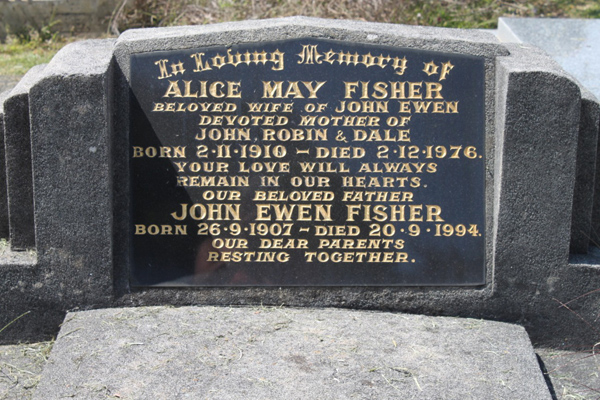 In Loving Memory of
ALICE MAY FISHER
BELOVED WIFE OF JOHN EWEN
DEVOTED MOTHER OF
JOHN, ROBIN & DALE
BORN 2·11·1910 – DIED 2·12·1976.
YOUR LOVE WILL ALWAYS
REMAIN IN OUR HEARTS.
OUR BELOVED FATHER
JOHN EWEN FISHER
BORN 26·9·1907 – DIED 20·9·1994.
OUR DEAR PARENTS
RESTING TOGETHER.